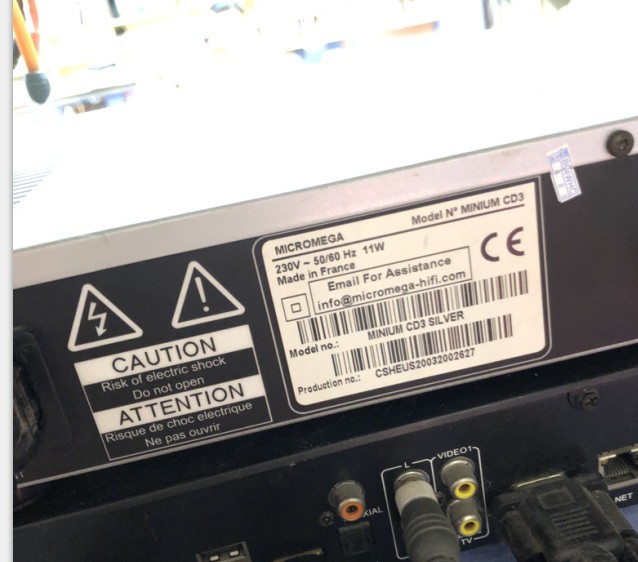 MICROMEGA
Model N° MINIUM CD3
230V ~ 50/60 Hz 11W
Made in France
CE
Email For Assistance
info@micromega-hifi.com
Model no.: MINIUM CD3 SILVER
Production no.: CSHEUS20032002627
CAUTION
Risk of electric shock
Do not open
ATTENTION
Risque de choc électrique
Ne pas ouvrir
L
VIDEO1
TV
NET